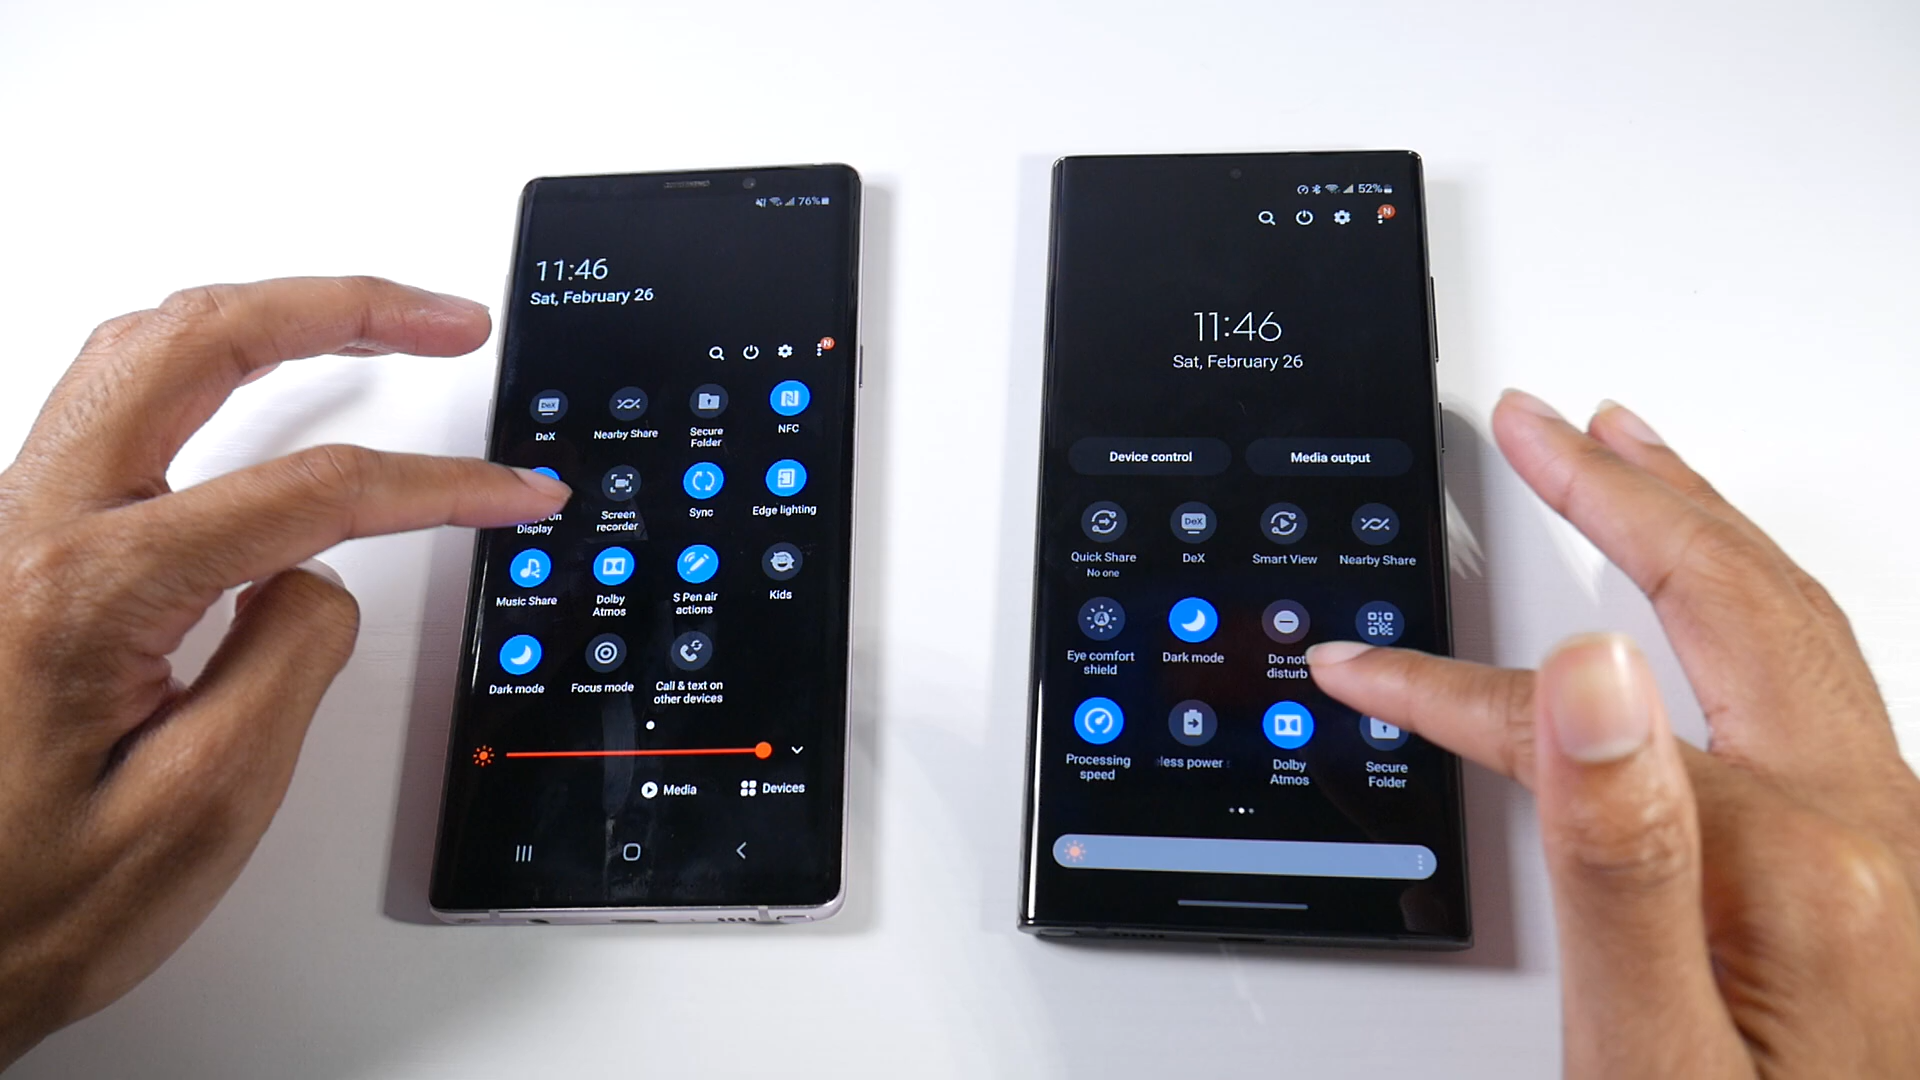 76%
11:46
Sat, February 26
N
DeX
DeX
Nearby Share
Secure
Folder
NFC
On
Display
Screen
recorder
Sync
Edge lighting
Music Share
Dolby
Atmos
S Pen air
actions
Kids
Dark mode
Focus mode
Call & text on
other devices
Media
Devices
52%
N
11:46
Sat, February 26
Device control
Media output
Quick Share
No one
DeX
DeX
Smart View
Nearby Share
A
Eye comfort
shield
Dark mode
Do not
disturb
Processing
speed
less power
Dolby
Atmos
Secure
Folder